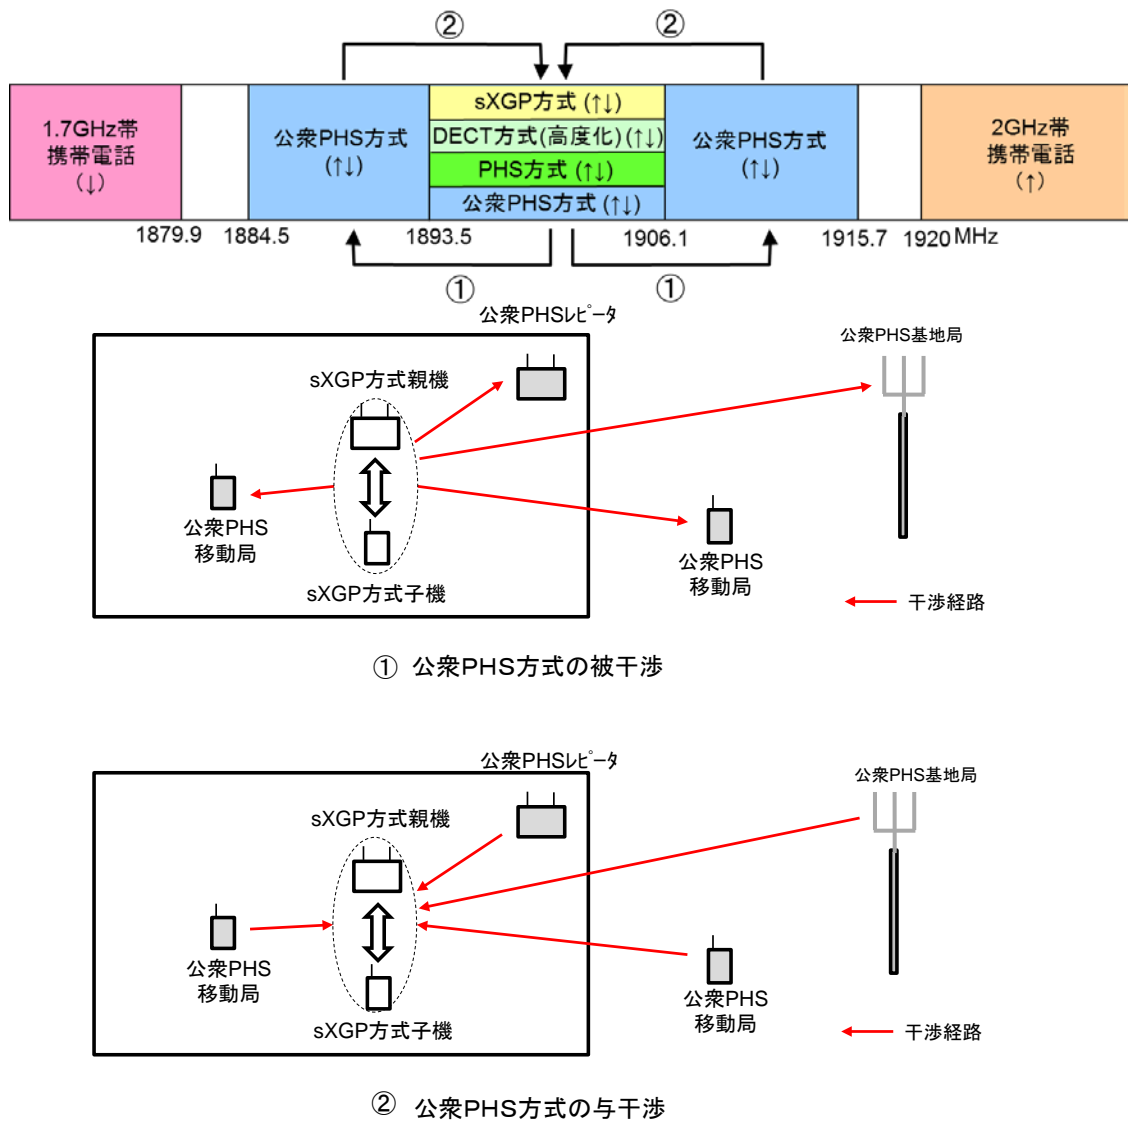 ② ②
1.7GHz帯
携帯電話
(↓)
公衆PHS方式
(↑↓)
sXGP方式 (↑↓)
DECT方式(高度化) (↑↓)
PHS方式 (↑↓)
公衆PHS方式 (↑↓)
公衆PHS方式
(↑↓)
2GHz帯
携帯電話
(↑)
1879.9 1884.5 1893.5 1906.1 1915.7 1920 MHz
① ①
公衆PHSﾚﾋﾟｰﾀ
公衆PHS基地局
sXGP方式親機
公衆PHS
移動局
sXGP方式子機
公衆PHS
移動局
干渉経路
① 公衆PHS方式の被干渉
公衆PHSﾚﾋﾟｰﾀ
公衆PHS基地局
sXGP方式親機
公衆PHS
移動局
sXGP方式子機
公衆PHS
移動局
干渉経路
② 公衆PHS方式の与干渉